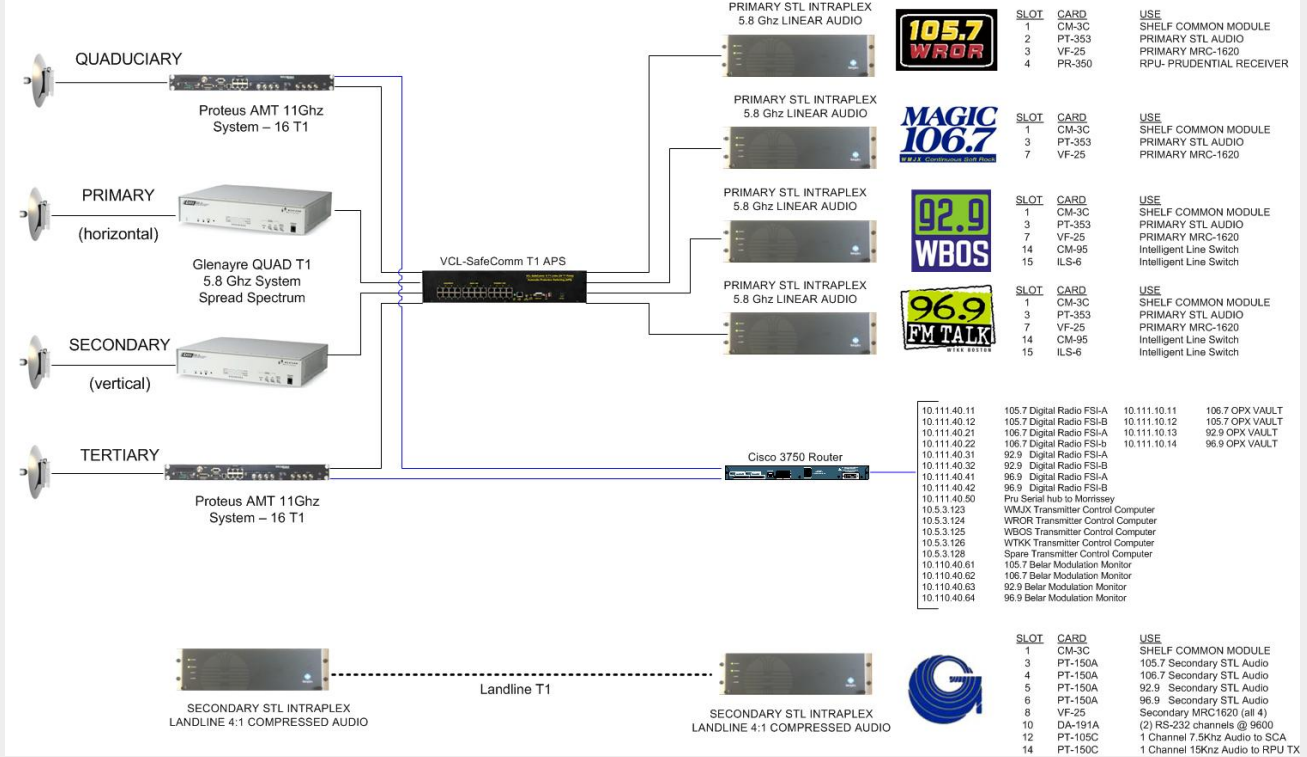 QUADUCIARY
Proteus AMT 11Ghz
System – 16 T1
PRIMARY
(horizontal)
Glenayre QUAD T1
5.8 Ghz System
Spread Spectrum
SECONDARY
(vertical)
TERTIARY
Proteus AMT 11Ghz
System – 16 T1
VCL-SafeComm T1 APS
PRIMARY STL INTRAPLEX
5.8 Ghz LINEAR AUDIO
PRIMARY STL INTRAPLEX
5.8 Ghz LINEAR AUDIO
PRIMARY STL INTRAPLEX
5.8 Ghz LINEAR AUDIO
PRIMARY STL INTRAPLEX
5.8 Ghz LINEAR AUDIO
105.7
WROR
SLOT CARD USE
1 CM-3C SHELF COMMON MODULE
2 PT-353 PRIMARY STL AUDIO
3 VF-25 PRIMARY MRC-1620
4 PR-350 RPU- PRUDENTIAL RECEIVER
MAGIC
106.7
WMJX Continuous Soft Rock
SLOT CARD USE
1 CM-3C SHELF COMMON MODULE
3 PT-353 PRIMARY STL AUDIO
7 VF-25 PRIMARY MRC-1620
92.9
WBOS
SLOT CARD USE
1 CM-3C SHELF COMMON MODULE
3 PT-353 PRIMARY STL AUDIO
7 VF-25 PRIMARY MRC-1620
14 CM-95 Intelligent Line Switch
15 ILS-6 Intelligent Line Switch
96.9
FM TALK
WTKK BOSTON
SLOT CARD USE
1 CM-3C SHELF COMMON MODULE
3 PT-353 PRIMARY STL AUDIO
7 VF-25 PRIMARY MRC-1620
14 CM-95 Intelligent Line Switch
15 ILS-6 Intelligent Line Switch
Cisco 3750 Router
10.111.40.11 105.7 Digital Radio FSI-A 10.111.10.11 106.7 OPX VAULT
10.111.40.12 105.7 Digital Radio FSI-B 10.111.10.12 105.7 OPX VAULT
10.111.40.21 106.7 Digital Radio FSI-A 10.111.10.13 92.9 OPX VAULT
10.111.40.22 106.7 Digital Radio FSI-b 10.111.10.14 96.9 OPX VAULT
10.111.40.31 92.9 Digital Radio FSI-A
10.111.40.32 92.9 Digital Radio FSI-B
10.111.40.41 96.9 Digital Radio FSI-A
10.111.40.42 96.9 Digital Radio FSI-B
10.111.40.50 Pru Serial hub to Morrissey
10.5.3.123 WMJX Transmitter Control Computer
10.5.3.124 WROR Transmitter Control Computer
10.5.3.125 WBOS Transmitter Control Computer
10.5.3.126 WTKK Transmitter Control Computer
10.5.3.128 Spare Transmitter Control Computer
10.110.40.61 105.7 Belar Modulation Monitor
10.110.40.62 106.7 Belar Modulation Monitor
10.110.40.63 92.9 Belar Modulation Monitor
10.110.40.64 96.9 Belar Modulation Monitor
SECONDARY STL INTRAPLEX
LANDLINE 4:1 COMPRESSED AUDIO
Landline T1
SECONDARY STL INTRAPLEX
LANDLINE 4:1 COMPRESSED AUDIO
SLOT CARD USE
1 CM-3C SHELF COMMON MODULE
3 PT-150A 105.7 Secondary STL Audio
4 PT-150A 106.7 Secondary STL Audio
5 PT-150A 92.9 Secondary STL Audio
6 PT-150A 96.9 Secondary STL Audio
8 VF-25 Secondary MRC1620 (all 4)
10 DA-191A (2) RS-232 channels @ 9600
12 PT-105C 1 Channel 7.5Khz Audio to SCA
14 PT-150C 1 Channel 15Knz Audio to RPU TX